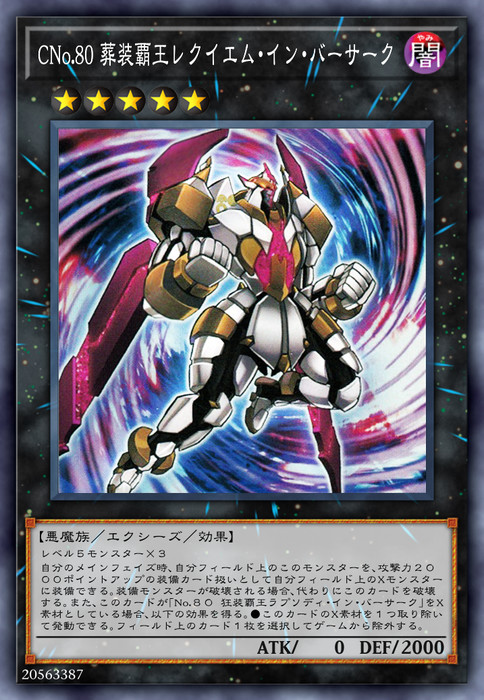 CNo.80 葬装覇王レクイエム・イン・バーサーク
やみ
闇
【悪魔族／エクシーズ／効果】
レベル５モンスター×３
自分のメインフェイズ時、自分フィールド上のこのモンスターを、攻撃力２０
００ポイントアップの装備カード扱いとして自分フィールド上のXモンスター
に装備できる。装備モンスターが破壊される場合、代わりにこのカードを破壊
する。また、このカードが「No.８０ 狂装覇王ラプソディ・イン・バーサーク」をX
素材としている場合、以下の効果を得る。●このカードのX素材を１つ取り除い
て発動できる。フィールド上のカード１枚を選択してゲームから除外する。
ATK/ 0 DEF/2000
20563387